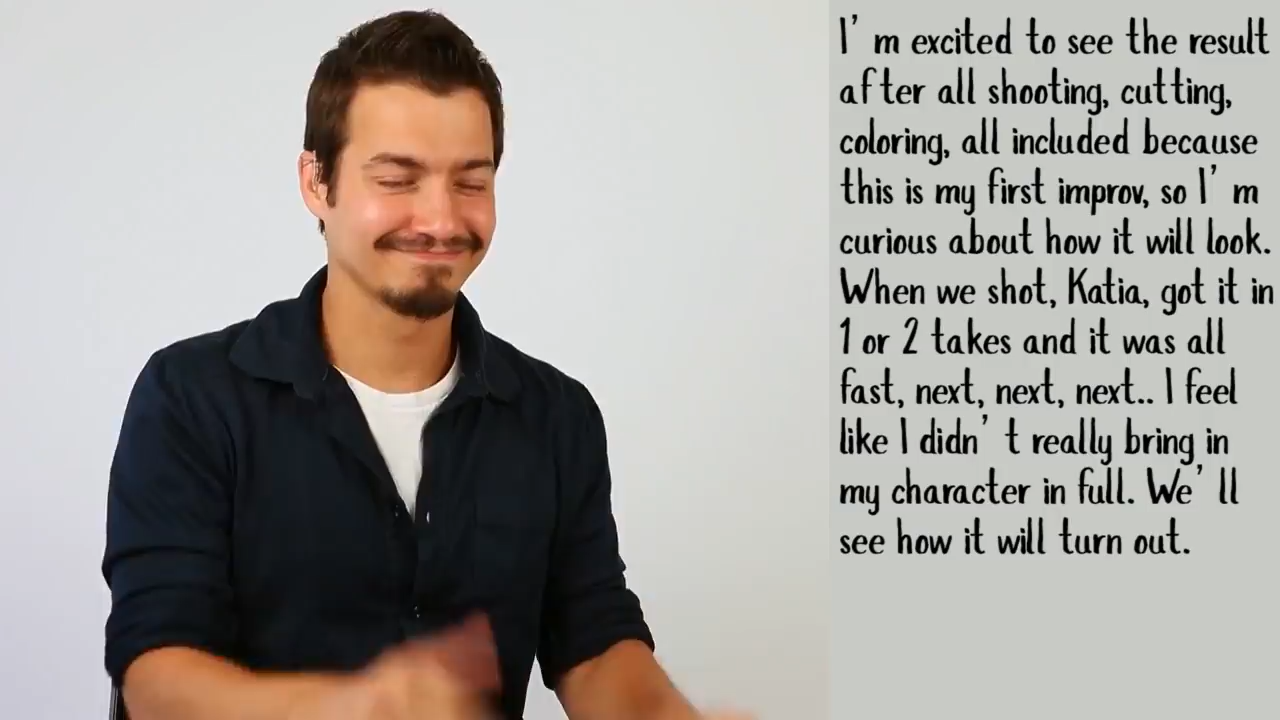 I'm excited to see the result
after all shooting, cutting,
coloring, all included because
this is my first improv, so I'm
curious about how it will look.
When we shot, Katia, got it in
1 or 2 takes and it was all
fast, next, next, next.. I feel
like I didn't really bring in
my character in full. We'll
see how it will turn out.